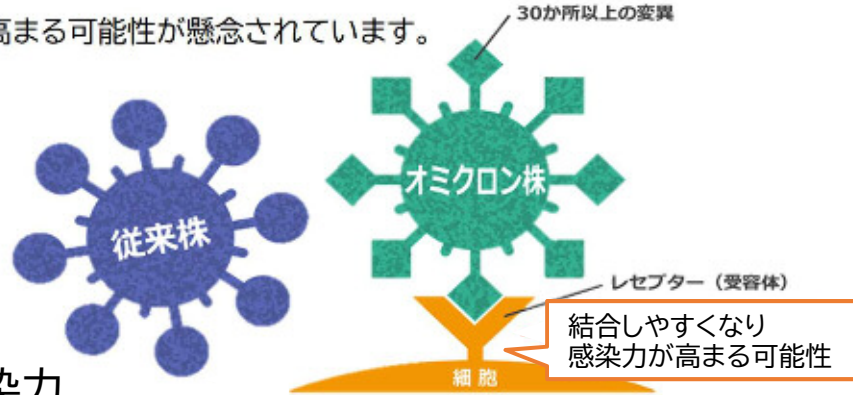 高まる可能性が懸念されています。
30か所以上の変異
従来株
オミクロン株
レセプター（受容体）
結合しやすくなり
感染力が高まる可能性
細胞
染力